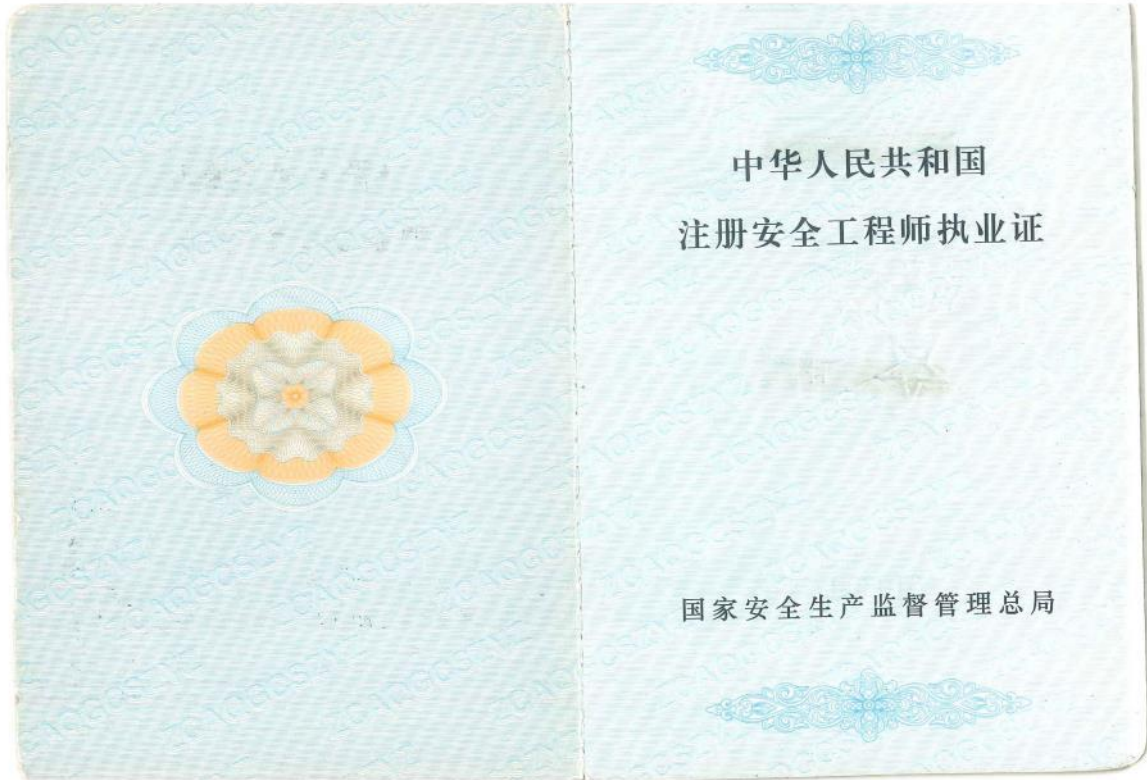 中华人民共和国
注册安全工程师执业证
国家安全生产监督管理总局